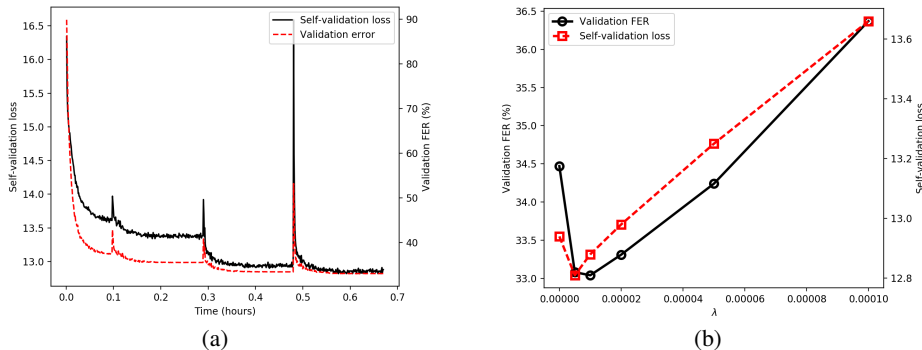 Self-validation loss
Validation error
16.5
16.0
15.5
15.0
14.5
14.0
13.5
13.0
Self-validation loss
90
80
70
60
50
40
Validation FER (%)
0.0 0.1 0.2 0.3 0.4 0.5 0.6 0.7
Time (hours)
(a)
Validation FER
Self-validation loss
36.5
36.0
35.5
35.0
34.5
34.0
33.5
33.0
Validation FER (%)
13.6
13.4
13.2
13.0
12.8
Self-validation loss
0.00000 0.00002 0.00004 0.00006 0.00008 0.00010
λ
(b)